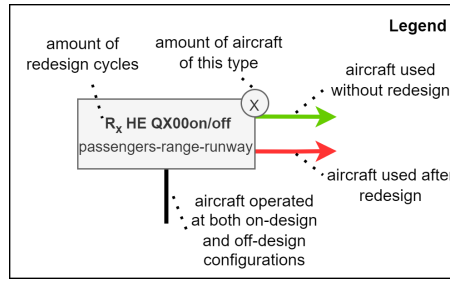 Legend
amount of
redesign cycles
amount of aircraft
of this type
aircraft used
without redesign
X
Rx HE QX00on/off
passengers-range-runway
aircraft used after
redesign
aircraft operated
at both on-design
and off-design
configurations